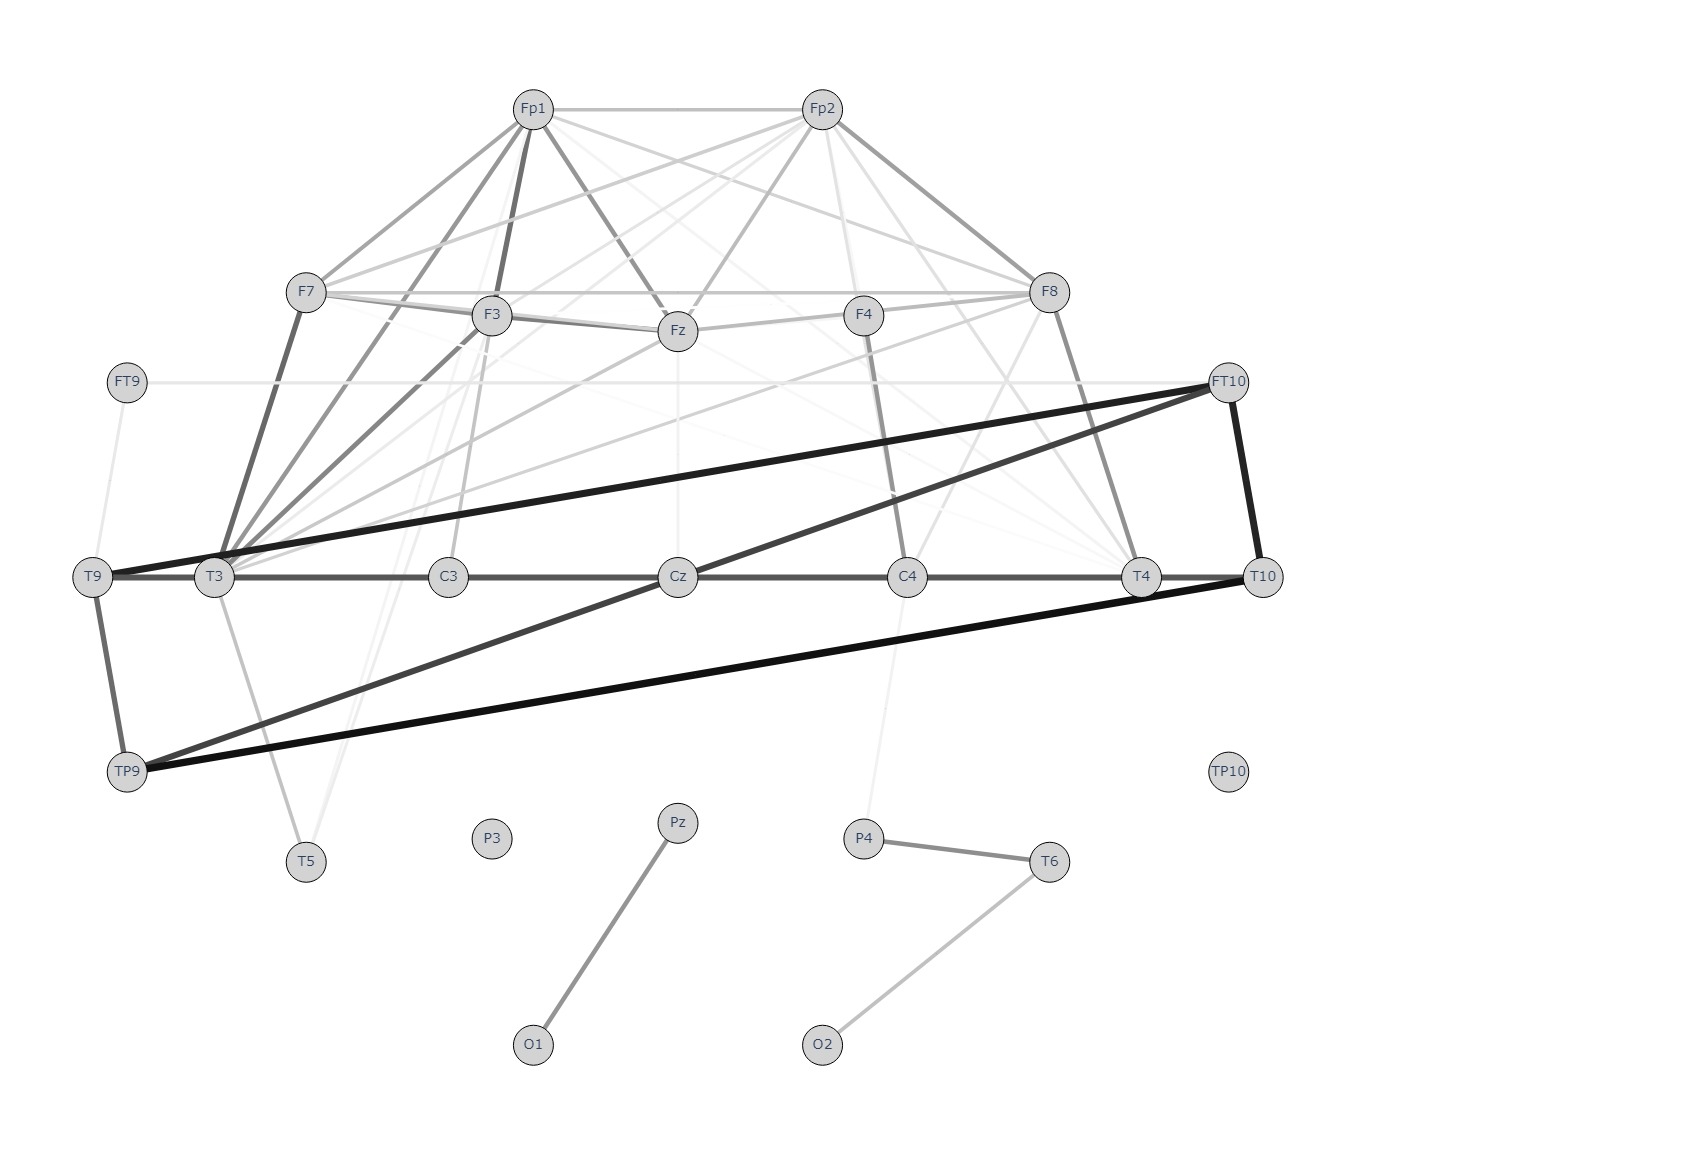 Fp1 Fp2
F7 F8
F3 Fz F4
FT9 FT10
T9 T3 C3 Cz C4 T4 T10
TP9 TP10
Pz
P3 P4
T5 T6
O1 O2